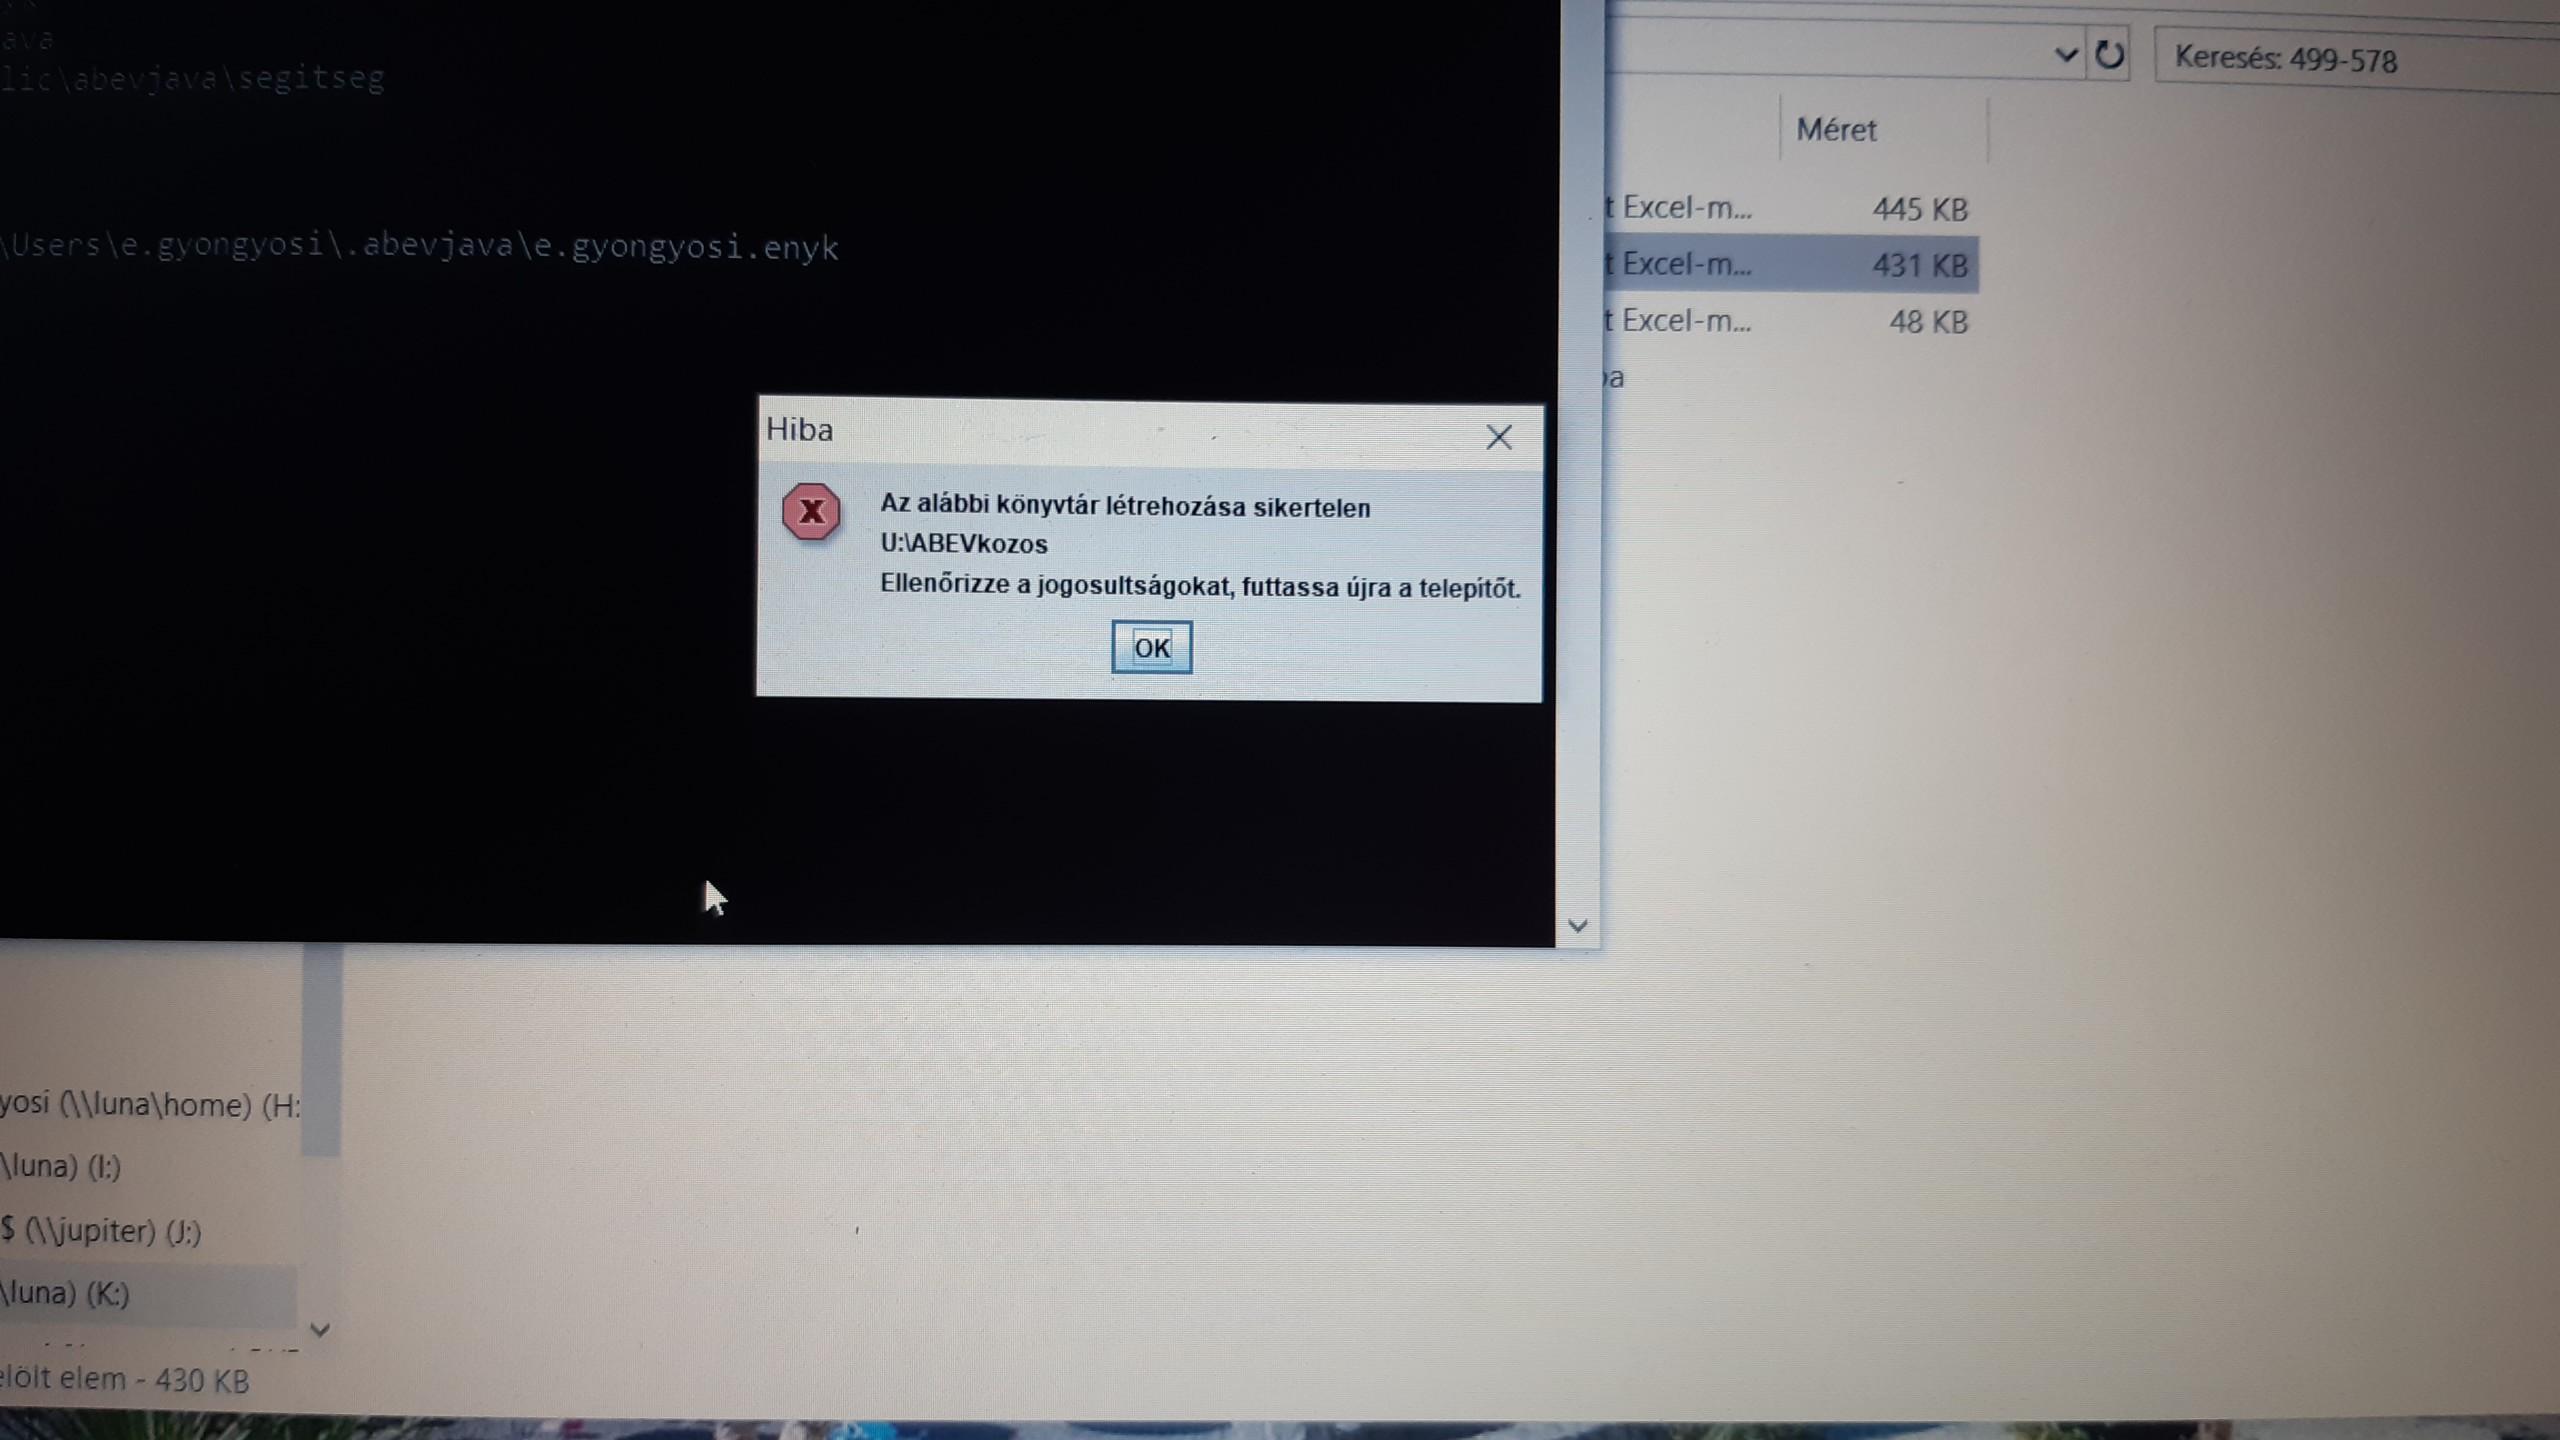 ava
lic\abevjava\segitseg
\Users\e.gyongyosi\.abevjava\e.gyongyosi.enyk
Keresés: 499-578
Méret
t Excel-m... 445 KB
t Excel-m... 431 KB
t Excel-m... 48 KB
Hiba
Az alábbi könyvtár létrehozása sikertelen
U:\ABEVkozos
Ellenőrizze a jogosultságokat, futtassa újra a telepítőt.
OK
yosi (\\luna\home) (H:
\luna) (I:)
$ (\\jupiter) (J:)
\luna) (K:)
elölt elem - 430 KB